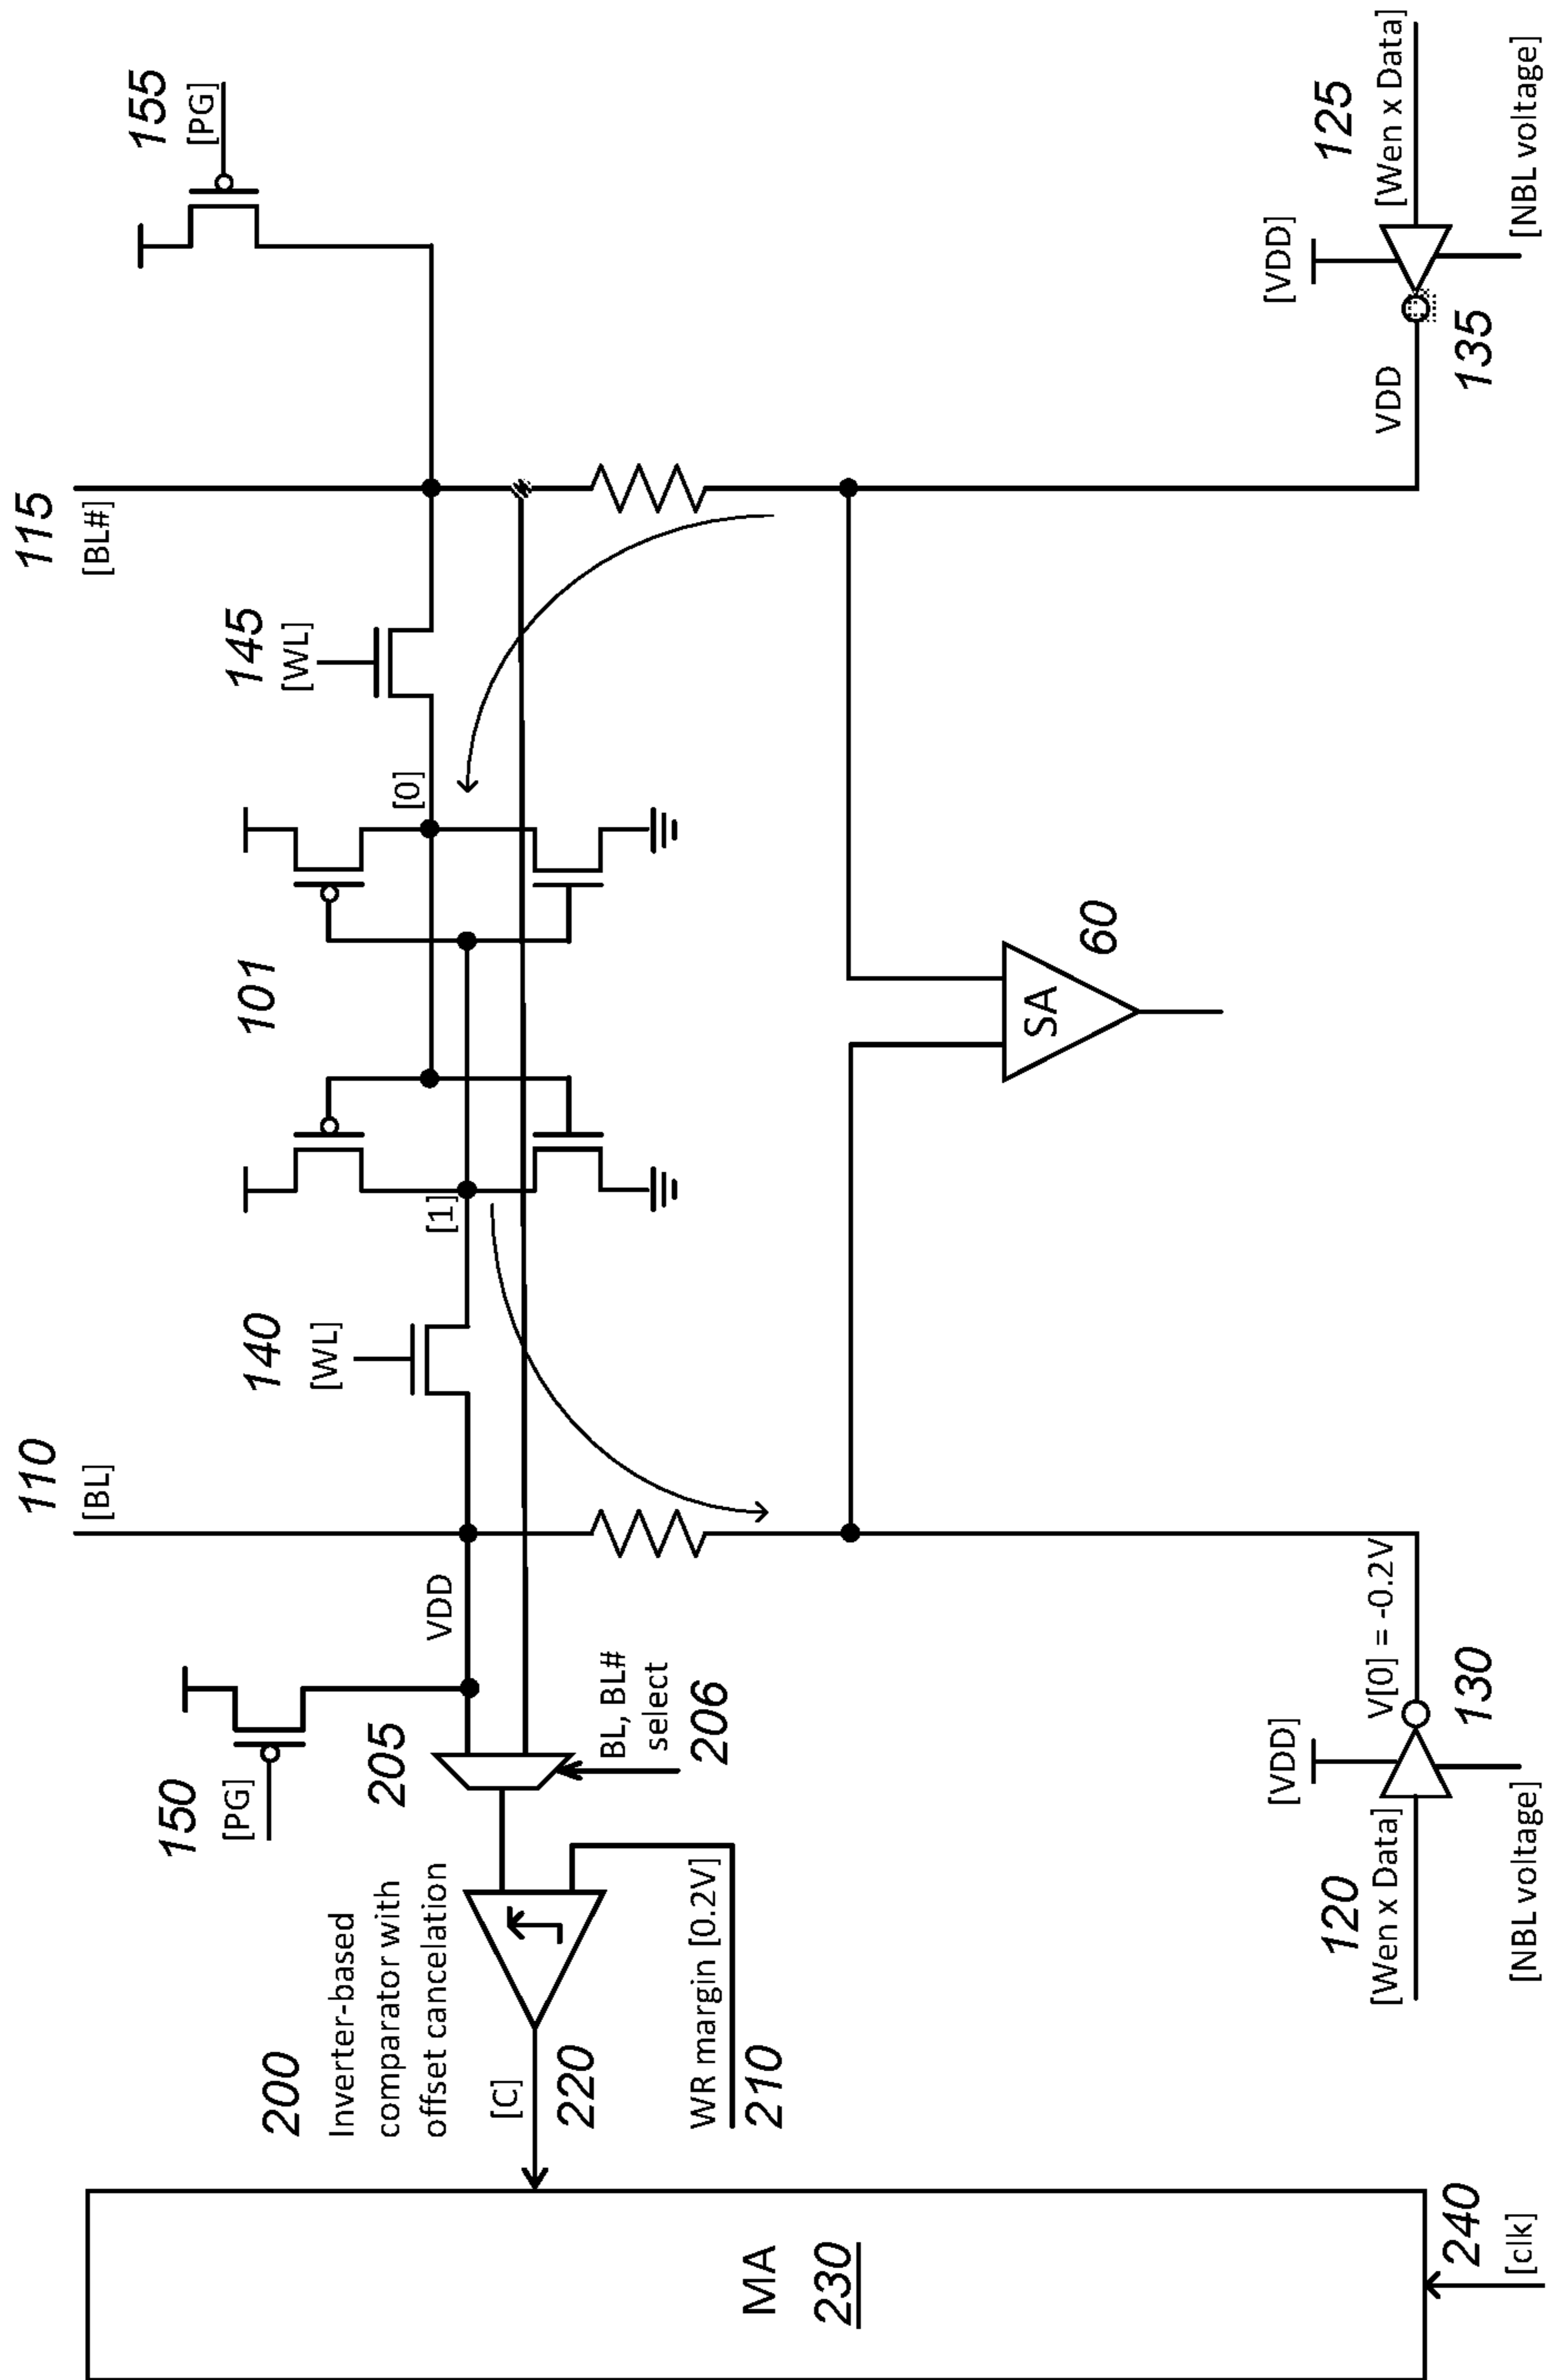 110
[BL]
115
[BL#]
155
[PG]
150
[PG]
VDD
140
[WL]
[1]
101
[0]
145
[WL]
200
Inverter-based
comparator with
offset cancelation
[C]
220
205
BL, BL#
select
206
WR margin [0.2V]
210
MA
230
240
[clk]
SA
60
120
[Wen x Data]
[VDD]
V[0] = -0.2V
130
[NBL voltage]
VDD
135
[VDD]
125
[Wen x Data]
[NBL voltage]